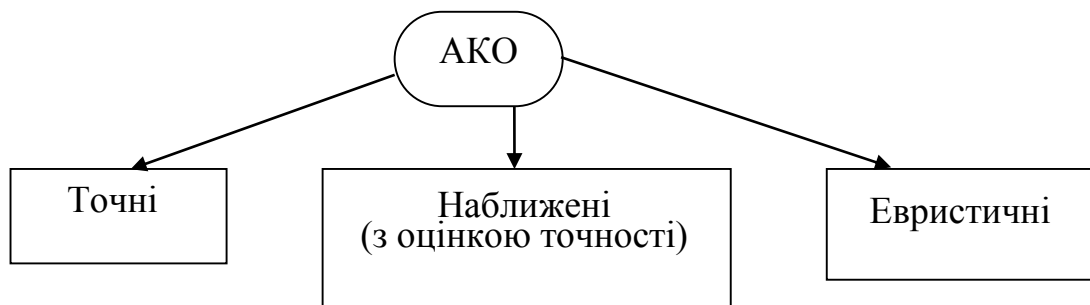 АКО
Точні
Наближені
(з оцінкою точності)
Евристичні